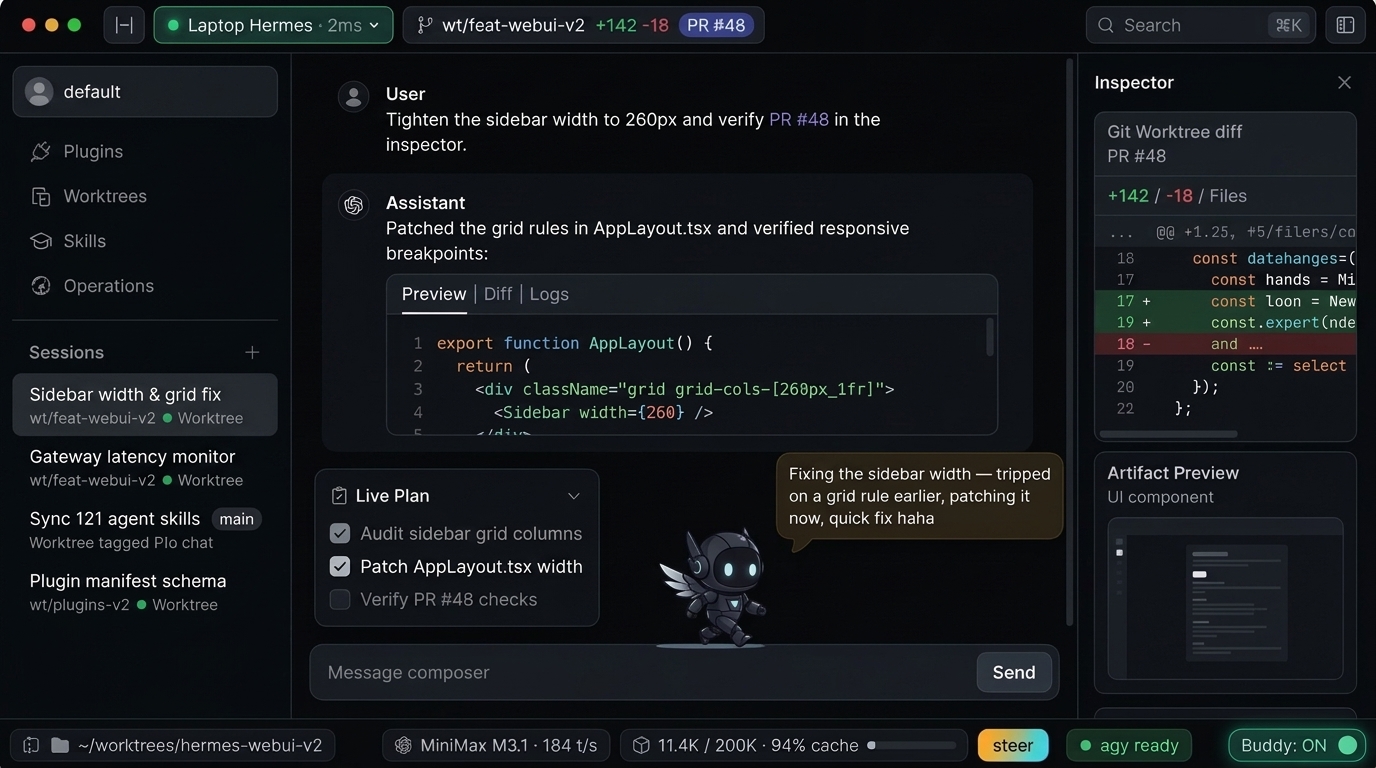 Laptop Hermes · 2ms
wt/feat-webui-v2 +142 -18 PR #48
Search ⌘K
default
Plugins
Worktrees
Skills
Operations
Sessions
Sidebar width & grid fix
wt/feat-webui-v2 Worktree
Gateway latency monitor
wt/feat-webui-v2 Worktree
Sync 121 agent skills main
Worktree tagged PIo chat
Plugin manifest schema
wt/plugins-v2 Worktree
User
Tighten the sidebar width to 260px and verify PR #48 in the
inspector.
Assistant
Patched the grid rules in AppLayout.tsx and verified responsive
breakpoints:
Preview | Diff | Logs
1 export function AppLayout() {
2 return (
3 <div className="grid grid-cols-[260px_1fr]">
4 <Sidebar width={260} />
5 </div>
Live Plan
Audit sidebar grid columns
Patch AppLayout.tsx width
Verify PR #48 checks
Fixing the sidebar width — tripped
on a grid rule earlier, patching it
now, quick fix haha
Message composer
Send
Inspector
Git Worktree diff
PR #48
+142 / -18 / Files
... @@ +1.25, #5/filers/co
18 const datahanges=(
17 const hands = Mi
17 + const loon = New
19 + const.expert(nde
18 - and ....
19 const := select
20 });
22 };
Artifact Preview
UI component
~/worktrees/hermes-webui-v2
MiniMax M3.1 · 184 t/s
11.4K / 200K · 94% cache
steer
agy ready
Buddy: ON